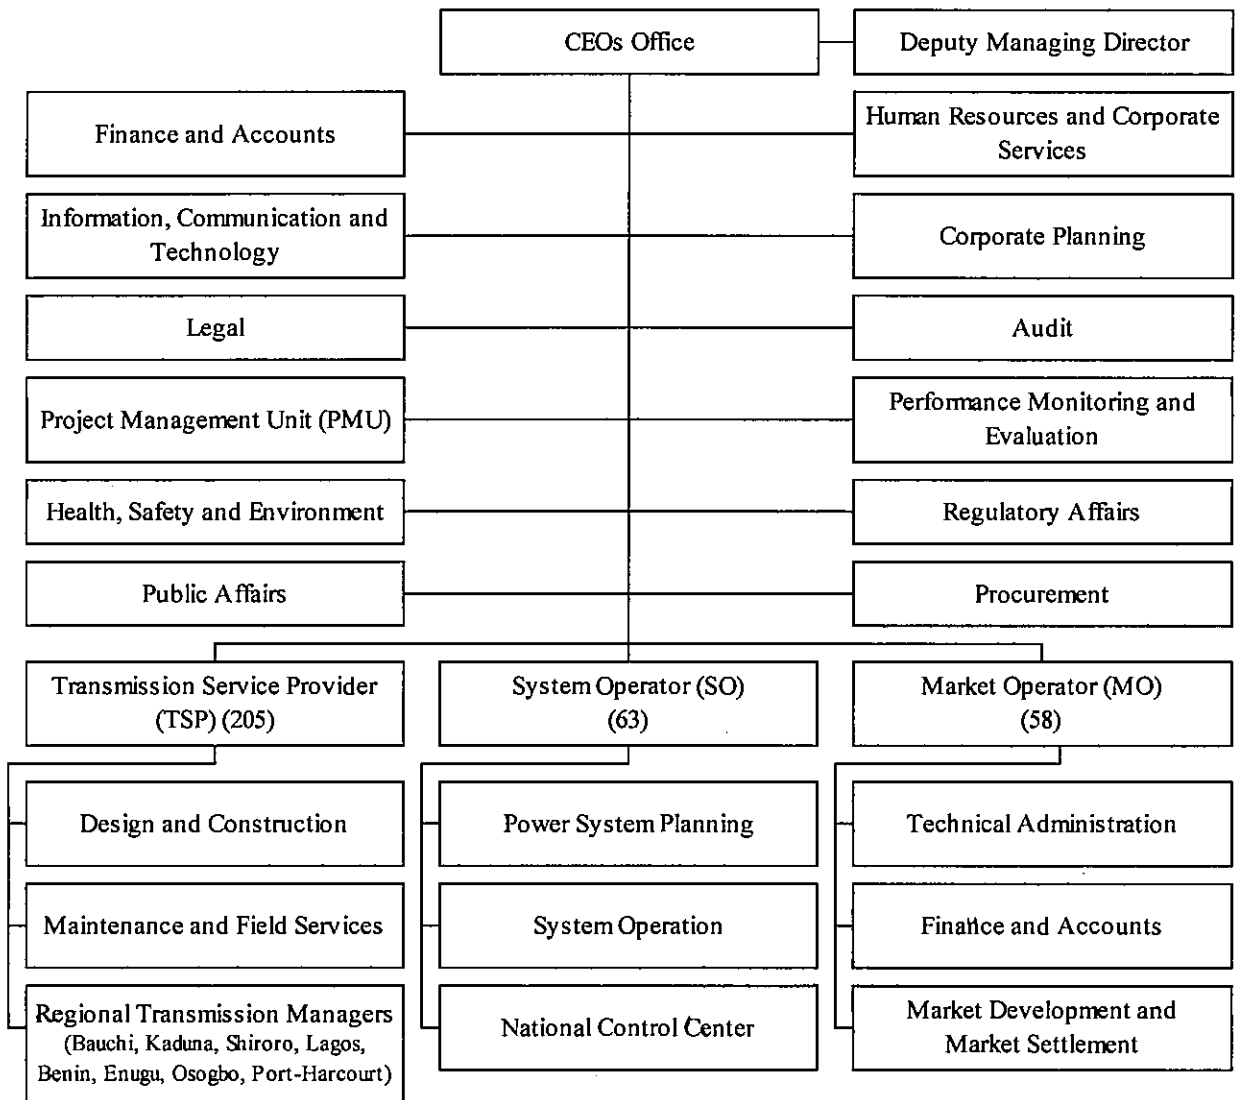 CEOs Office
Deputy Managing Director
Finance and Accounts
Human Resources and Corporate
Services
Information, Communication and
Technology
Corporate Planning
Legal
Audit
Project Management Unit (PMU)
Performance Monitoring and
Evaluation
Health, Safety and Environment
Regulatory Affairs
Public Affairs
Procurement
Transmission Service Provider
(TSP) (205)
System Operator (SO)
(63)
Market Operator (MO)
(58)
Design and Construction
Power System Planning
Technical Administration
Maintenance and Field Services
System Operation
Finance and Accounts
Regional Transmission Managers
(Bauchi, Kaduna, Shiroro, Lagos,
Benin, Enugu, Osogbo, Port-Harcourt)
National Control Center
Market Development and
Market Settlement